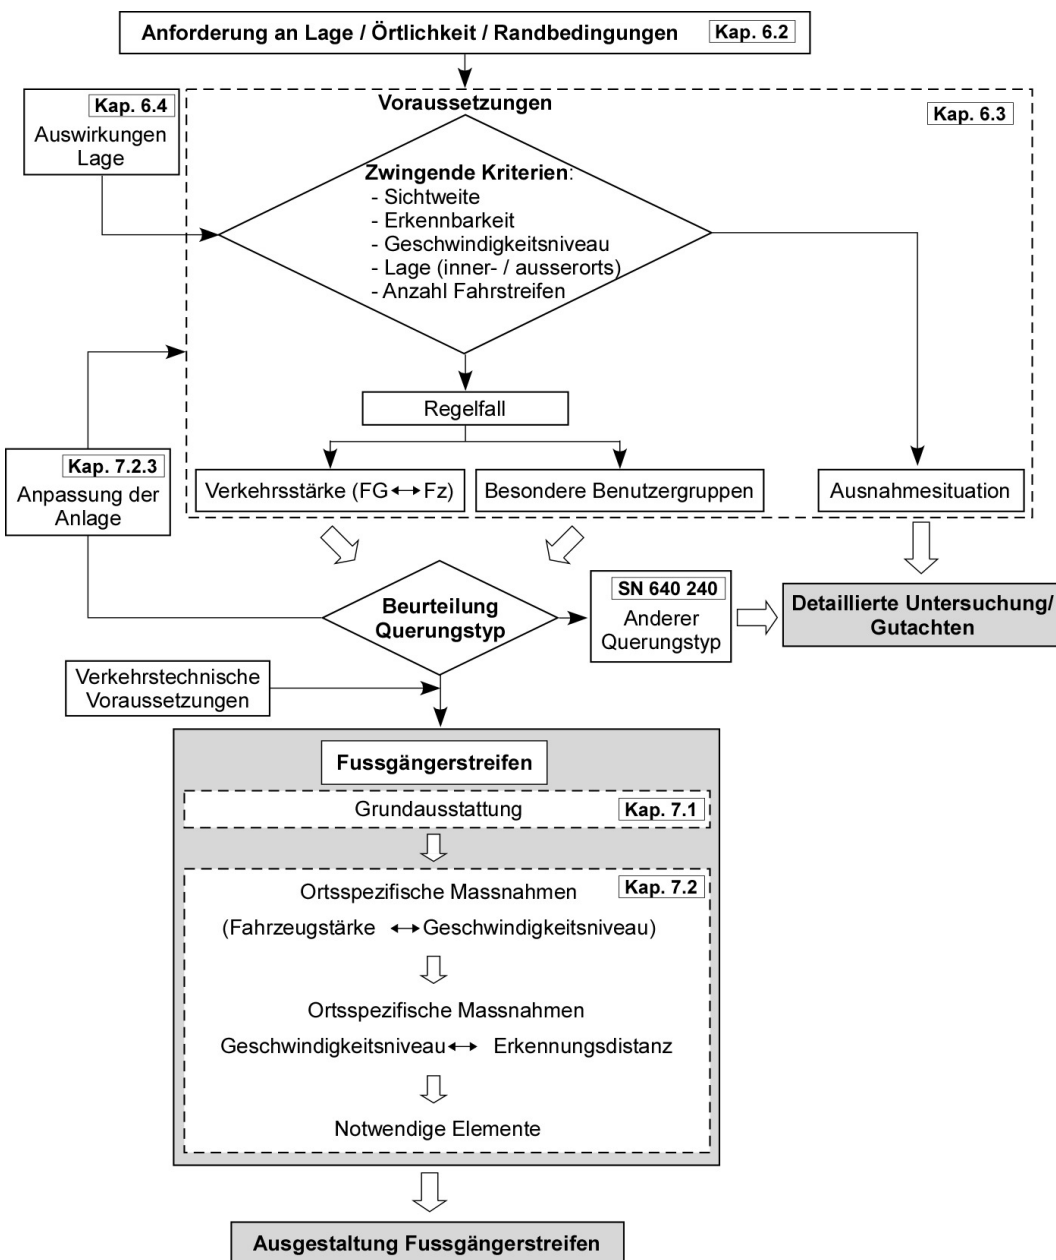 Anforderung an Lage / Örtlichkeit / Randbedingungen Kap. 6.2
Kap. 6.4
Auswirkungen
Lage
Voraussetzungen
Kap. 6.3
Zwingende Kriterien:
- Sichtweite
- Erkennbarkeit
- Geschwindigkeitsniveau
- Lage (inner- / ausserorts)
- Anzahl Fahrstreifen
Regelfall
Kap. 7.2.3
Anpassung der
Anlage
Verkehrsstärke (FG ↔ Fz)
Besondere Benutzergruppen
Ausnahmesituation
Beurteilung
Querungstyp
SN 640 240
Anderer
Querungstyp
Detaillierte Untersuchung/
Gutachten
Verkehrstechnische
Voraussetzungen
Fussgängerstreifen
Grundausstattung Kap. 7.1
Kap. 7.2
Ortsspezifische Massnahmen
(Fahrzeugstärke ↔ Geschwindigkeitsniveau)
Ortsspezifische Massnahmen
Geschwindigkeitsniveau ↔ Erkennungsdistanz
Notwendige Elemente
Ausgestaltung Fussgängerstreifen